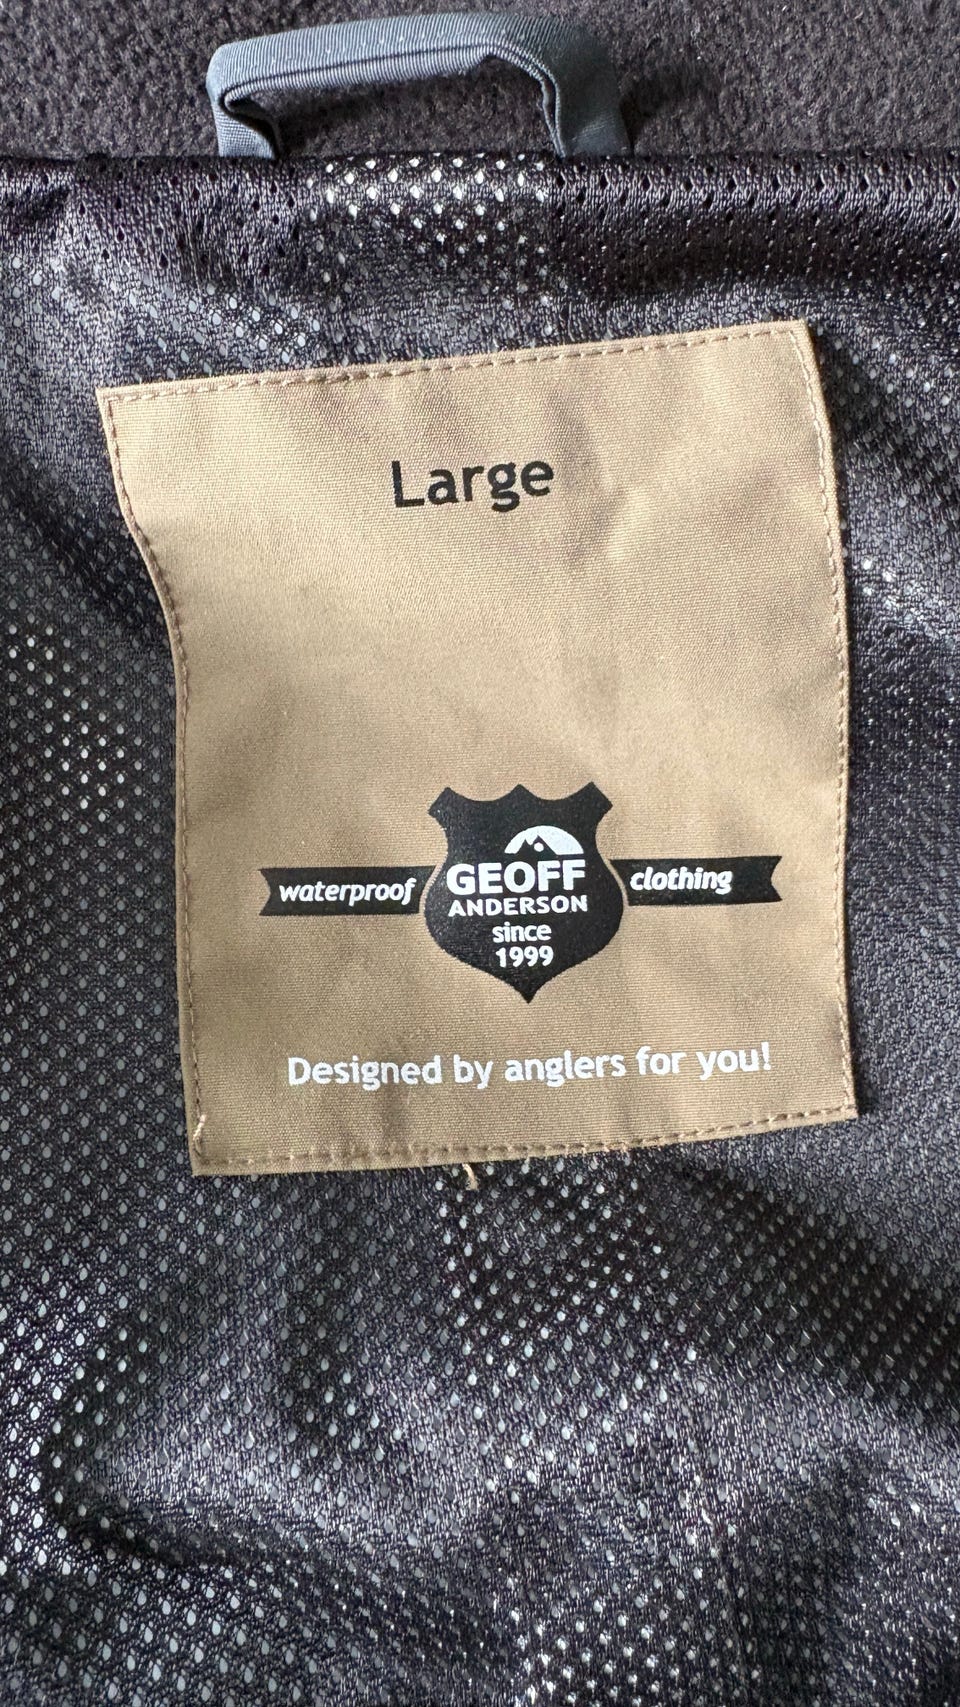 Large
waterproof GEOFF clothing
ANDERSON
since
1999
Designed by anglers for you!